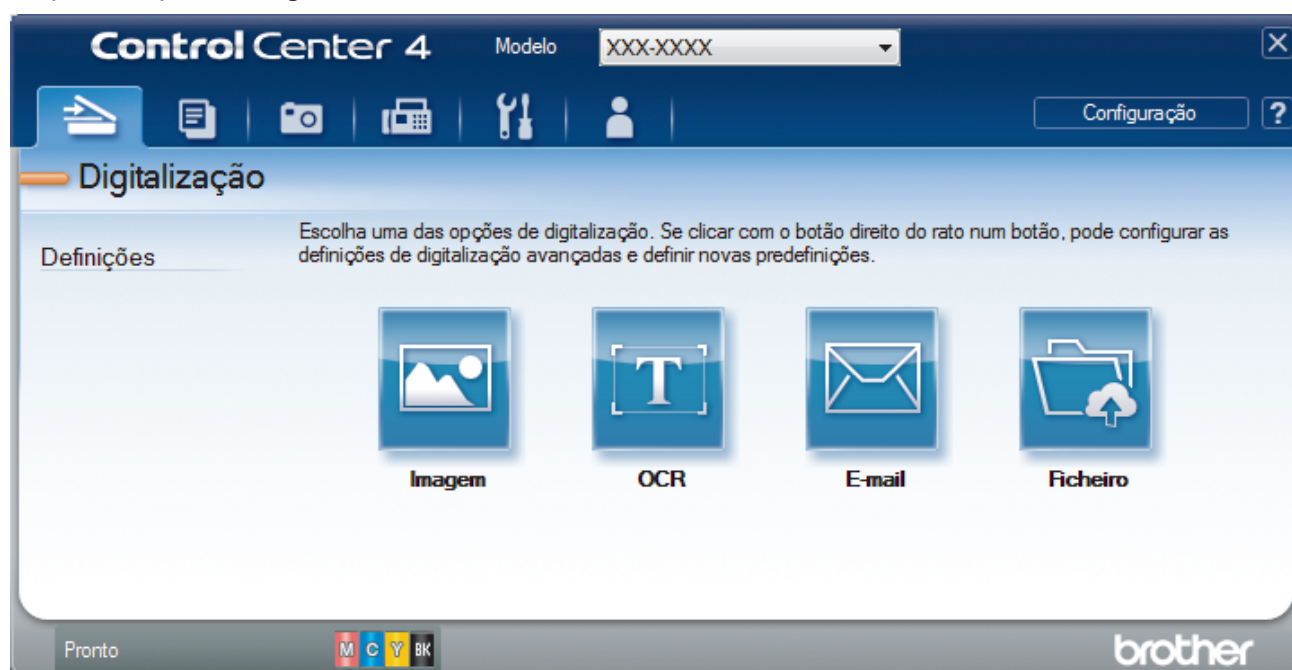 Control Center 4 Modelo XXX-XXXX
Configuração ?
Digitalização
Definições
Escolha uma das opções de digitalização. Se clicar com o botão direito do rato num botão, pode configurar as
definições de digitalização avançadas e definir novas predefinições.
T
Imagem OCR E-mail Ficheiro
Pronto M C Y BK brother